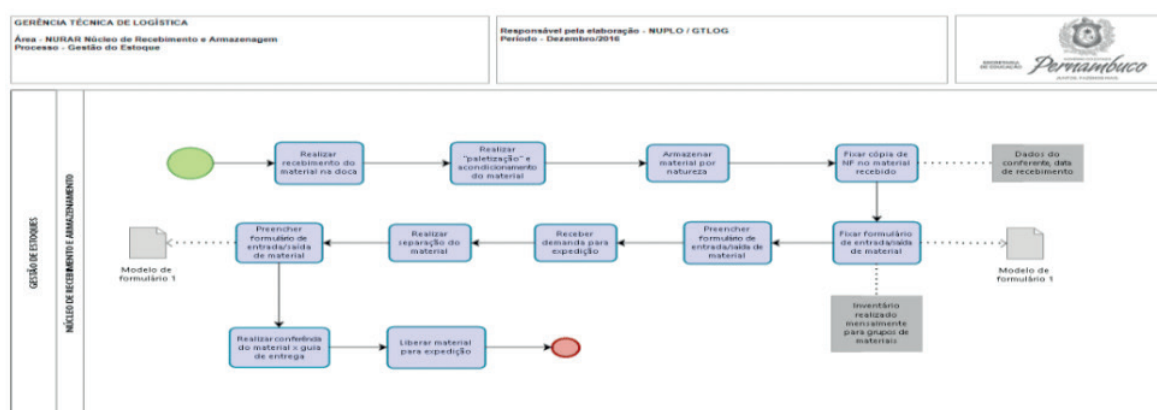 GERÊNCIA TÉCNICA DE LOGÍSTICA
Área - NURAR Núcleo de Recebimento e Armazenagem
Processo - Gestão do Estoque
Responsável pela elaboração - NUPLO / GTLOG
Período - Dezembro/2016
SECRETARIA
DE EDUCAÇÃO
Pernambuco
GESTÃO DE ESTOQUES
NÚCLEO DE RECEBIMENTO E ARMAZENAMENTO
Realizar
recebimento do
material na doca
Realizar
"paletização" e
acondicionamento
do material
Armazenar
material por
natureza
Fixar cópia de
NF no material
recebido
Dados do
conferente, data
de recebimento
Modelo de
formulário 1
Preencher
formulário de
entrada/saída
de material
Realizar
separação do
material
Receber
demanda para
expedição
Preencher
formulário de
entrada/saída de
material
Fixar formulário
de entrada/saída
de material
Modelo de
formulário 1
Inventário
realizado
mensalmente
para grupos de
materiais
Realizar conferência
do material x guia
de entrega
Liberar material
para expedição